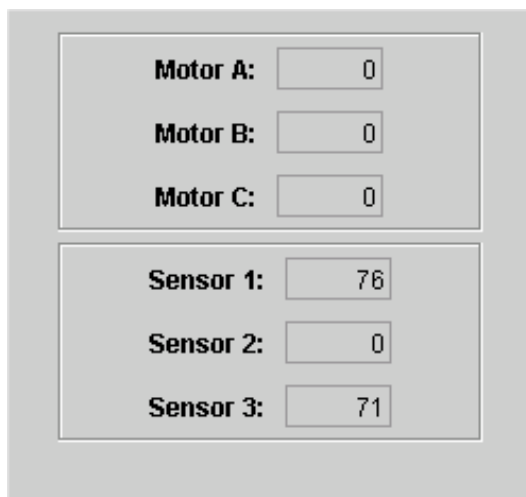 Motor A: 0
Motor B: 0
Motor C: 0
Sensor 1: 76
Sensor 2: 0
Sensor 3: 71